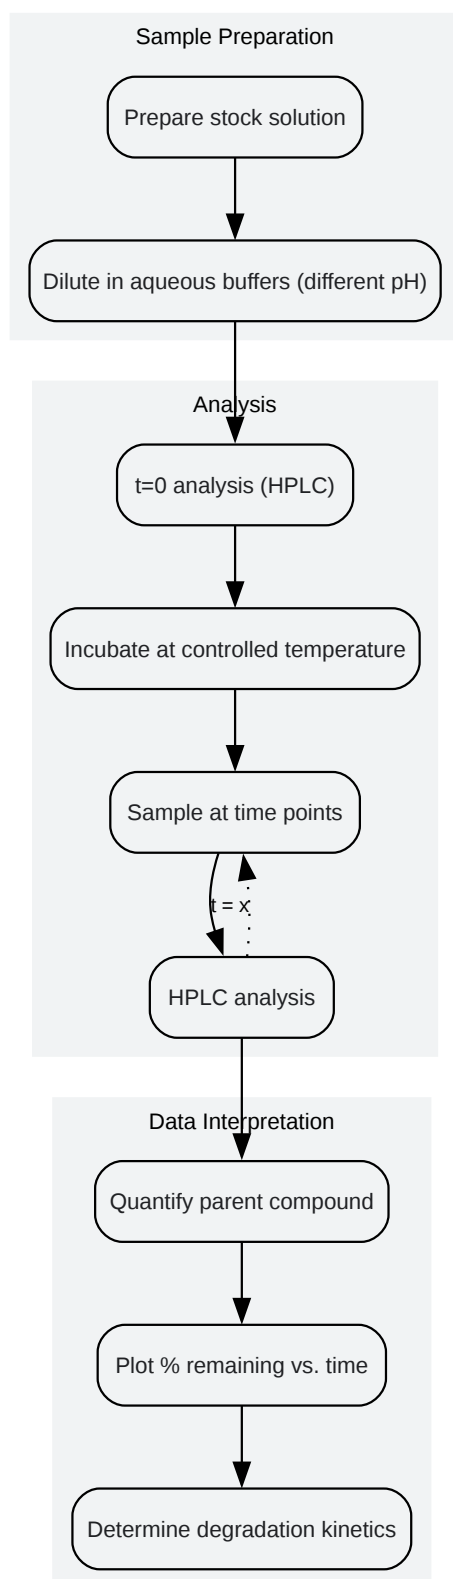 Sample Preparation
Prepare stock solution
Dilute in aqueous buffers (different pH)
Analysis
t=0 analysis (HPLC)
Incubate at controlled temperature
Sample at time points
t = x
HPLC analysis
Data Interpretation
Quantify parent compound
Plot % remaining vs. time
Determine degradation kinetics